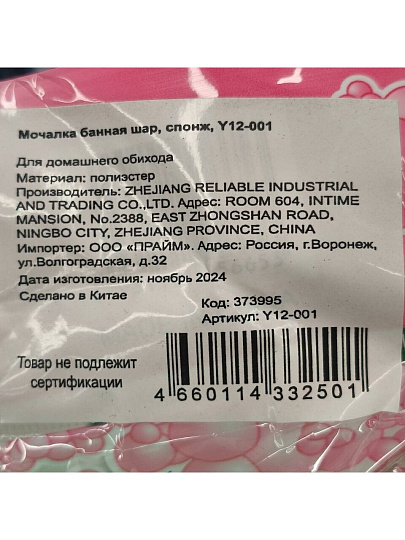 Мочалка банная шар, спонж, Y12-001
Для домашнего обихода
Материал: полиэстер
Производитель: ZHEJIANG RELIABLE INDUSTRIAL
AND TRADING CO.,LTD. Адрес: ROOM 604, INTIME
MANSION, No.2388, EAST ZHONGSHAN ROAD,
NINGBO CITY, ZHEJIANG PROVINCE, CHINA
Импортер: ООО «ПРАЙМ». Адрес: Россия, г.Воронеж,
ул.Волгоградская, д.32
Дата изготовления: ноябрь 2024
Сделано в Китае
Код: 373995
Артикул: Y12-001
Товар не подлежит
сертификации
4 660114 332501